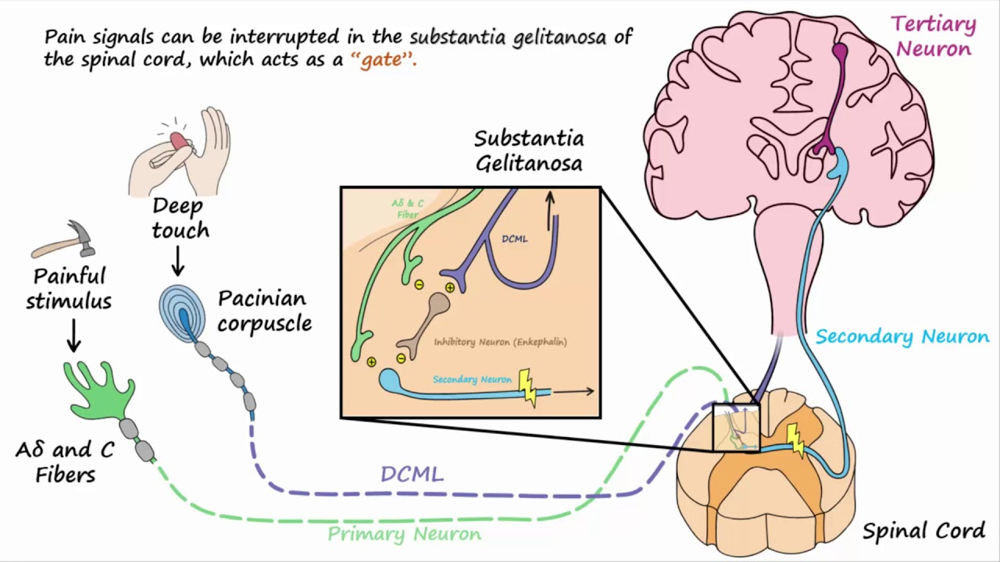 Pain signals can be interrupted in the substantia gelitanosa of
the spinal cord, which acts as a “gate”.
Tertiary
Neuron
Substantia
Gelitanosa
Deep
touch
Painful
stimulus
Pacinian
corpuscle
Aδ & C
Fiber
DCML
Inhibitory Neuron (Enkephalin)
Secondary Neuron
Secondary Neuron
Aδ and C
Fibers
DCML
Primary Neuron
Spinal Cord